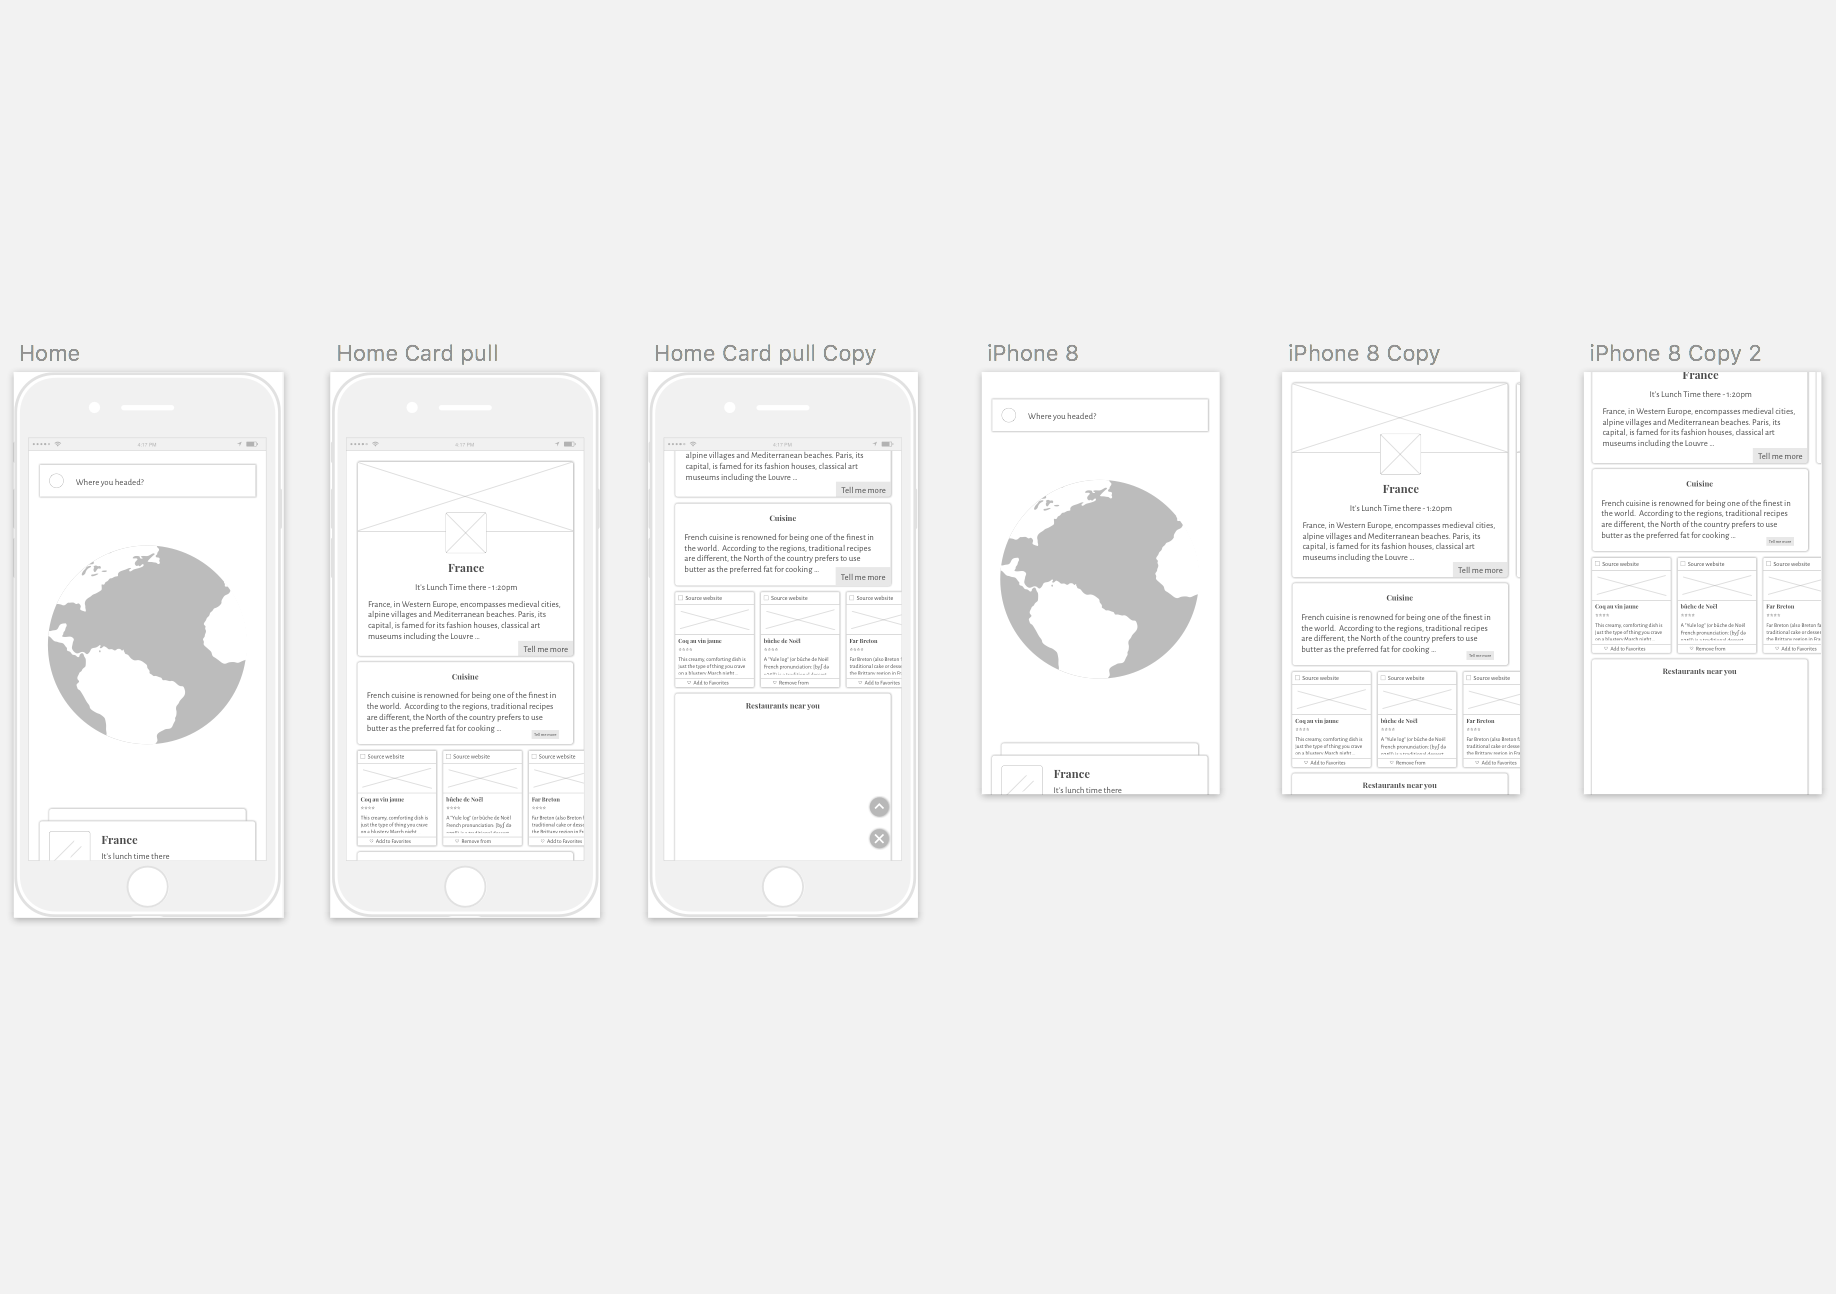 Home
4:17 PM
Where you headed?
France
It's lunch time there
Home Card pull
4:17 PM
France
It's Lunch Time there - 1:20pm
France, in Western Europe, encompasses medieval cities,
alpine villages and Mediterranean beaches. Paris, its
capital, is famed for its fashion houses, classical art
museums including the Louvre ...
Tell me more
Cuisine
French cuisine is renowned for being one of the finest in
the world. According to the regions, traditional recipes
are different, the North of the country prefers to use
butter as the preferred fat for cooking ...
Tell me more
Source website
Coq au vin jaune
This creamy, comforting dish is
just the type of thing you crave
on a blustery March night
Add to Favorites
Source website
bûche de Noël
A "Yule log" (or bûche de Noël
French pronunciation: ​[byʃ də
Remove from
Source website
Far Breton
Far Breton (also Breton
traditional cake or desse
the Brittany region in Fr
Add to Favorites
Home Card pull Copy
4:17 PM
alpine villages and Mediterranean beaches. Paris, its
capital, is famed for its fashion houses, classical art
museums including the Louvre ...
Tell me more
Cuisine
French cuisine is renowned for being one of the finest in
the world. According to the regions, traditional recipes
are different, the North of the country prefers to use
butter as the preferred fat for cooking ...
Tell me more
Source website
Coq au vin jaune
This creamy, comforting dish is
just the type of thing you crave
on a blustery March night
Add to Favorites
Source website
bûche de Noël
A "Yule log" (or bûche de Noël
French pronunciation: ​[byʃ də
Remove from
Source website
Far Breton
Far Breton (also Breton f
traditional cake or desse
the Brittany region in Fr
Add to Favorites
Restaurants near you
iPhone 8
Where you headed?
France
It's lunch time there
iPhone 8 Copy
France
It's Lunch Time there - 1:20pm
France, in Western Europe, encompasses medieval cities,
alpine villages and Mediterranean beaches. Paris, its
capital, is famed for its fashion houses, classical art
museums including the Louvre ...
Tell me more
Cuisine
French cuisine is renowned for being one of the finest in
the world. According to the regions, traditional recipes
are different, the North of the country prefers to use
butter as the preferred fat for cooking ...
Tell me more
Source website
Coq au vin jaune
This creamy, comforting dish is
just the type of thing you crave
on a blustery March night
Add to Favorites
Source website
bûche de Noël
A "Yule log" (or bûche de Noël
French pronunciation: ​[byʃ də
Remove from
Source website
Far Breton
Far Breton (also Breton f
traditional cake or desse
the Brittany region in Fr
Add to Favorites
Restaurants near you
iPhone 8 Copy 2
France
It's Lunch Time there - 1:20pm
France, in Western Europe, encompasses medieval cities,
alpine villages and Mediterranean beaches. Paris, its
capital, is famed for its fashion houses, classical art
museums including the Louvre ...
Tell me more
Cuisine
French cuisine is renowned for being one of the finest in
the world. According to the regions, traditional recipes
are different, the North of the country prefers to use
butter as the preferred fat for cooking ...
Tell me more
Source website
Coq au vin jaune
This creamy, comforting dish is
just the type of thing you crave
on a blustery March night
Add to Favorites
Source website
bûche de Noël
A "Yule log" (or bûche de Noël
French pronunciation: ​[byʃ də
Remove from
Source website
Far Breton
Far Breton (also Breton fa
traditional cake or desser
the Brittany region in Fra
Add to Favorites
Restaurants near you